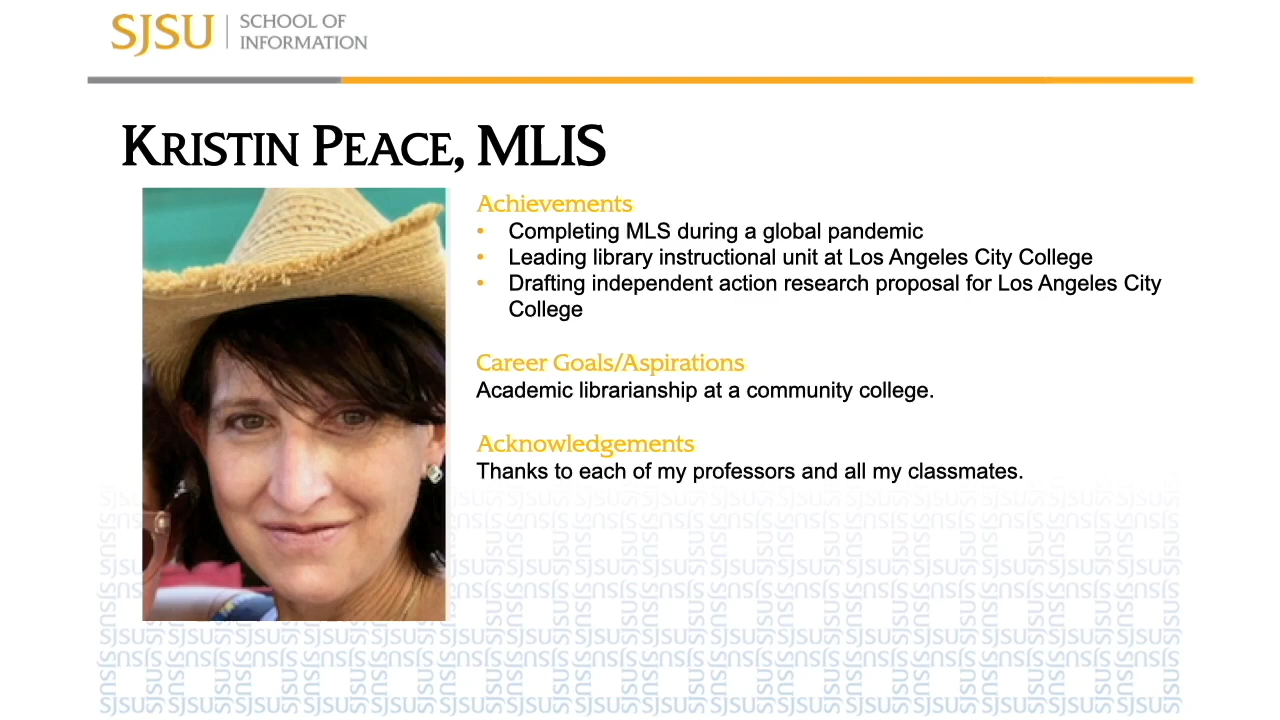 SJSU SCHOOL OF
INFORMATION
KRISTIN PEACE, MLIS
Achievements
• Completing MLS during a global pandemic
• Leading library instructional unit at Los Angeles City College
• Drafting independent action research proposal for Los Angeles City
College
Career Goals/Aspirations
Academic librarianship at a community college.
Acknowledgements
Thanks to each of my professors and all my classmates.